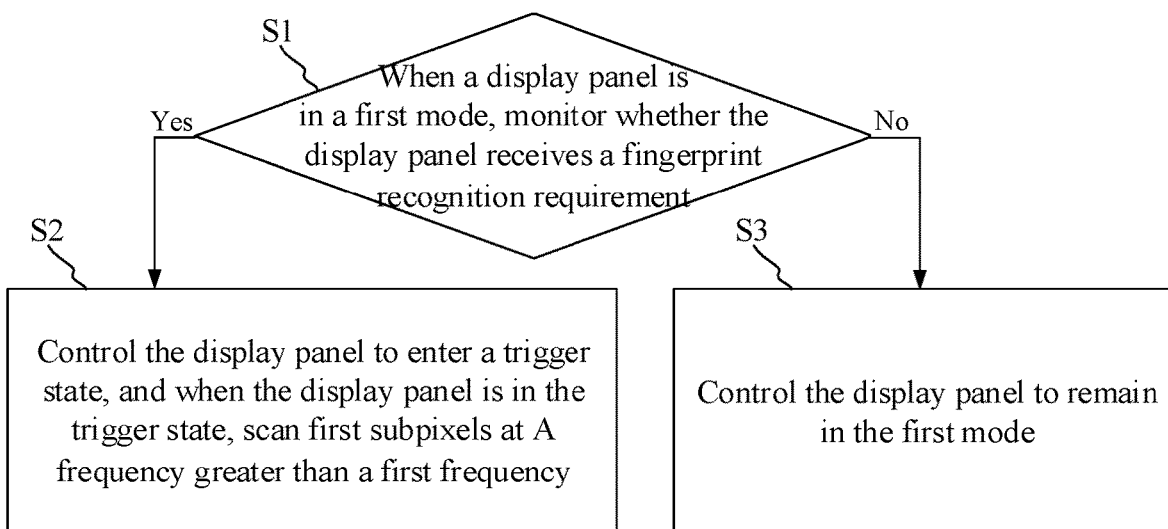 S1
When a display panel is
in a first mode, monitor whether the
display panel receives a fingerprint
recognition requirement
Yes
No
S2
Control the display panel to enter a trigger
state, and when the display panel is in the
trigger state, scan first subpixels at A
frequency greater than a first frequency
S3
Control the display panel to remain
in the first mode